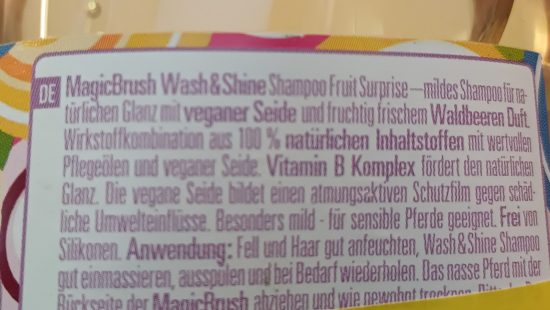 DE MagicBrush Wash & Shine Shampoo Fruit Surprise – mildes Shampoo für na-
türlichen Glanz mit veganer Seide und fruchtig frischem Waldbeeren Duft.
Wirkstoffkombination aus 100 % natürlichen Inhaltstoffen mit wertvollen
Pflegeölen und veganer Seide. Vitamin B Komplex fördert den natürlichen
Glanz. Die vegane Seide bildet einen atmungsaktiven Schutzfilm gegen schäd-
liche Umwelteinflüsse. Besonders mild - für sensible Pferde geeignet. Frei von
Silikonen. Anwendung: Fell und Haar gut anfeuchten, Wash & Shine Shampoo
gut einmassieren, ausspülen und bei Bedarf wiederholen. Das nasse Pferd mit der
Rückseite der MagicBrush abziehen und wie gewohnt trocknen.